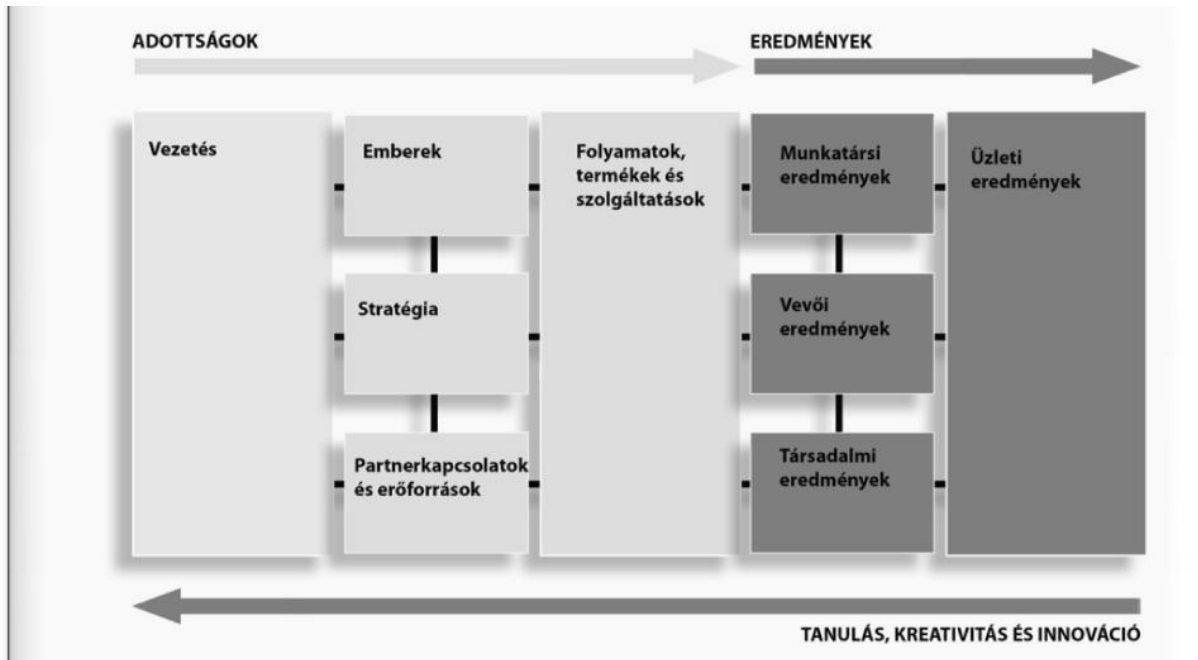 ADOTTSÁGOK
EREDMÉNYEK
Vezetés
Emberek
Folyamatok,
termékek és
szolgáltatások
Munkatársi
eredmények
Üzleti
eredmények
Stratégia
Vevői
eredmények
Partnerkapcsolatok
és erőforrások
Társadalmi
eredmények
TANULÁS, KREATIVITÁS ÉS INNOVÁCIÓ